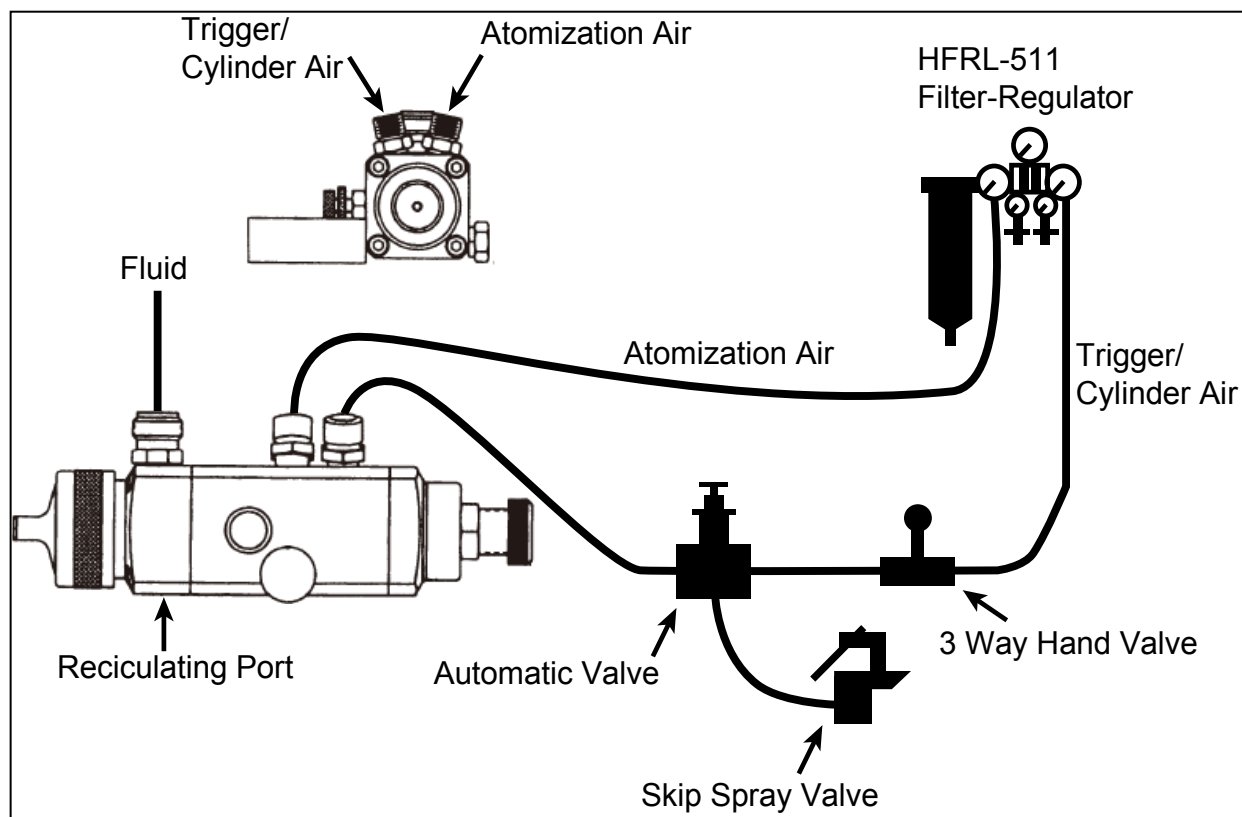 Trigger/
Cylinder Air
Atomization Air
HFRL-511
Filter-Regulator
Fluid
Atomization Air
Trigger/
Cylinder Air
Reciculating Port
Automatic Valve
3 Way Hand Valve
Skip Spray Valve